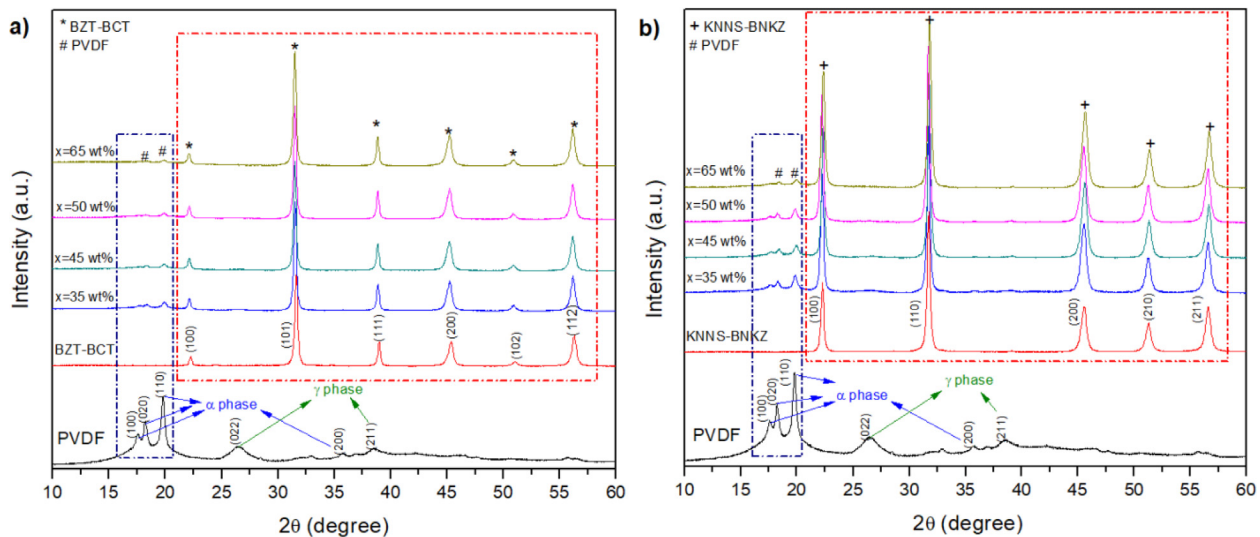 a)
* BZT-BCT
# PVDF
x=65 wt%
# # * * * * * *
x=50 wt%
x=45 wt%
x=35 wt%
BZT-BCT
(100)
(101)
(111)
(200)
(102)
(112)
PVDF
(100)
(020)
(110)
α phase
(022)
γ phase
(200)
(211)
Intensity (a.u.)
10 15 20 25 30 35 40 45 50 55 60
2θ (degree)
b)
+ KNNS-BNKZ
# PVDF
x=65 wt%
# # + + + + +
x=50 wt%
x=45 wt%
x=35 wt%
KNNS-BNKZ
(100)
(110)
(200)
(210)
(211)
PVDF
(100)
(020)
(110)
α phase
(022)
γ phase
(200)
(211)
Intensity (a.u.)
10 15 20 25 30 35 40 45 50 55 60
2θ (degree)